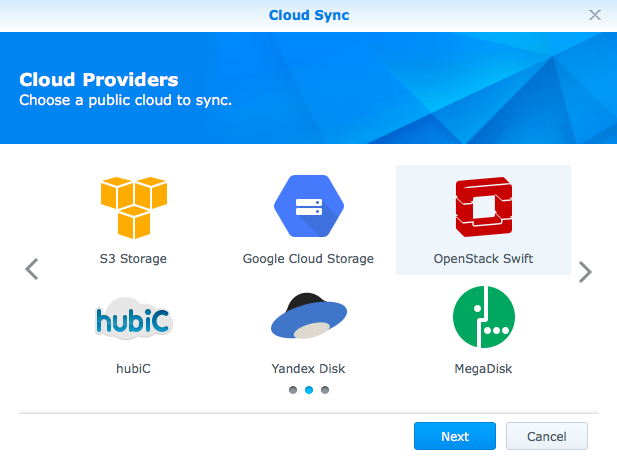 Cloud Sync
Cloud Providers
Choose a public cloud to sync.
S3 Storage
Google Cloud Storage
OpenStack Swift
hubiC
hubiC
Yandex Disk
MegaDisk
Next
Cancel